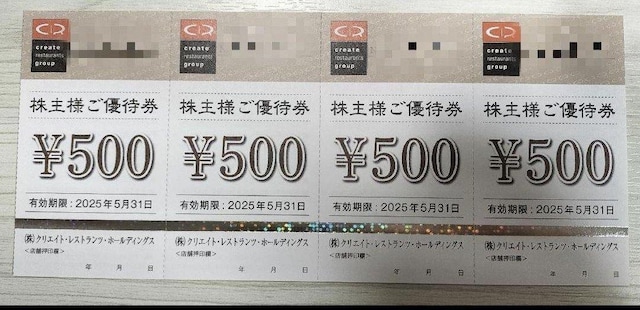 create
restaurants
group
株主様ご優待券
¥500
有効期限：2025年5月31日
(株)クリエイト・レストランツ・ホールディングス
<店舗押印欄>
年　月　日
create
restaurants
group
株主様ご優待券
¥500
有効期限：2025年5月31日
(株)クリエイト・レストランツ・ホールディングス
<店舗押印欄>
年　月　日
create
restaurants
group
株主様ご優待券
¥500
有効期限：2025年5月31日
(株)クリエイト・レストランツ・ホールディングス
<店舗押印欄>
年　月　日
create
restaurants
group
株主様ご優待券
¥500
有効期限：2025年5月31日
(株)クリエイト・レストランツ・ホールディングス
<店舗押印欄>
年　月　日